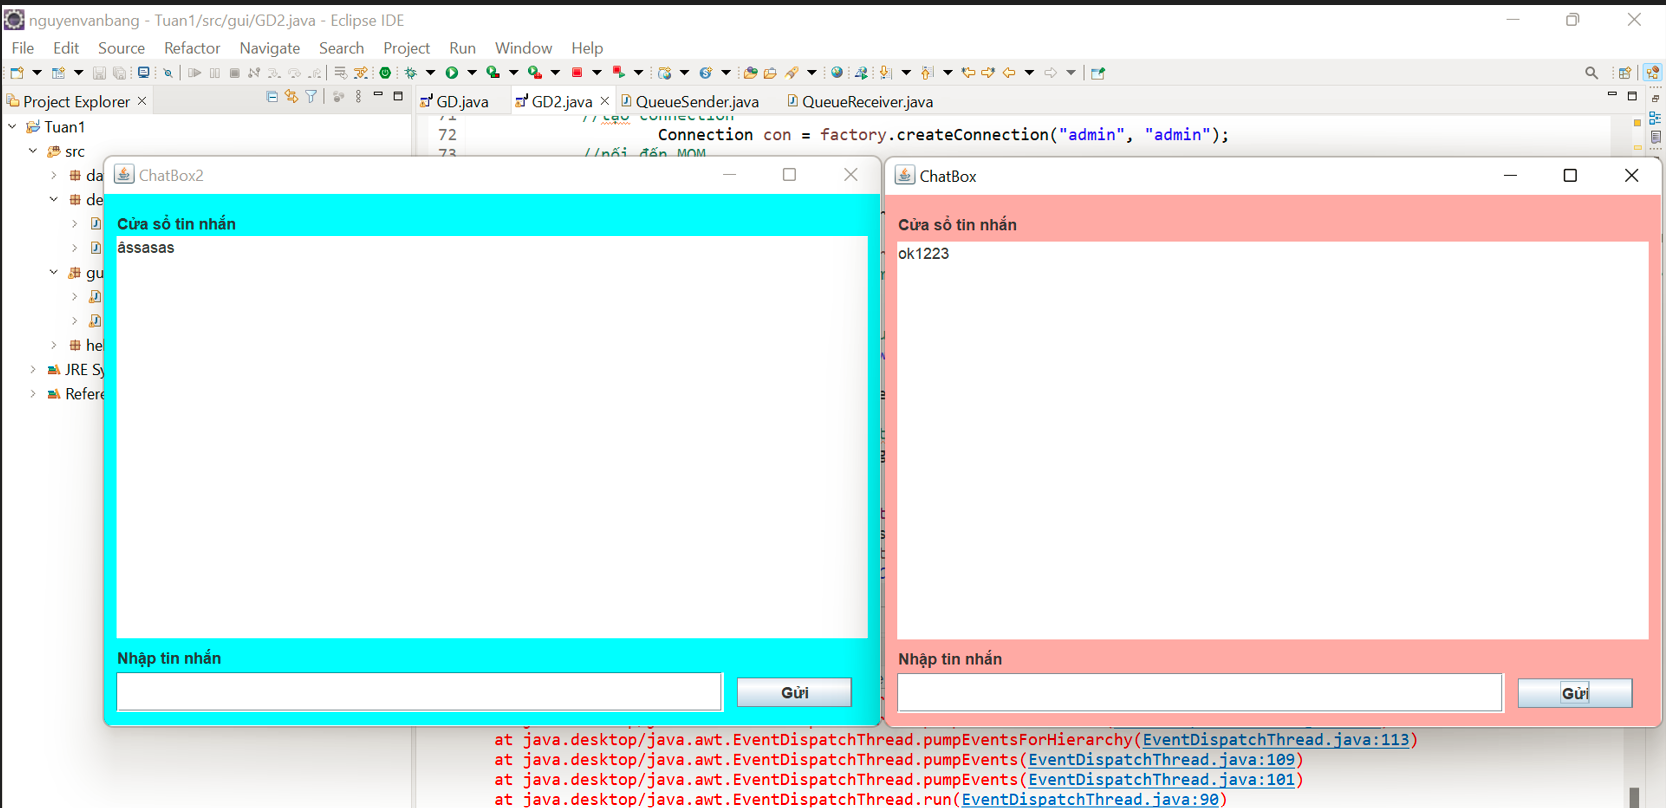 nguyenvanbang - Tuan1/src/gui/GD2.java - Eclipse IDE
File Edit Source Refactor Navigate Search Project Run Window Help
Project Explorer
GD.java GD2.java QueueSender.java QueueReceiver.java
Tuan1
src
da
de
gu
he
JRE Sy
Refere
71 //tạo connection
72 Connection con = factory.createConnection("admin", "admin");
73 //nối đến MOM
ChatBox2
Cửa sổ tin nhắn
âssasas
Nhập tin nhắn
Gửi
ChatBox
Cửa sổ tin nhắn
ok1223
Nhập tin nhắn
Gửi
at java.desktop/java.awt.EventDispatchThread.pumpEventsForHierarchy(EventDispatchThread.java:113)
at java.desktop/java.awt.EventDispatchThread.pumpEvents(EventDispatchThread.java:109)
at java.desktop/java.awt.EventDispatchThread.pumpEvents(EventDispatchThread.java:101)
at java.desktop/java.awt.EventDispatchThread.run(EventDispatchThread.java:90)